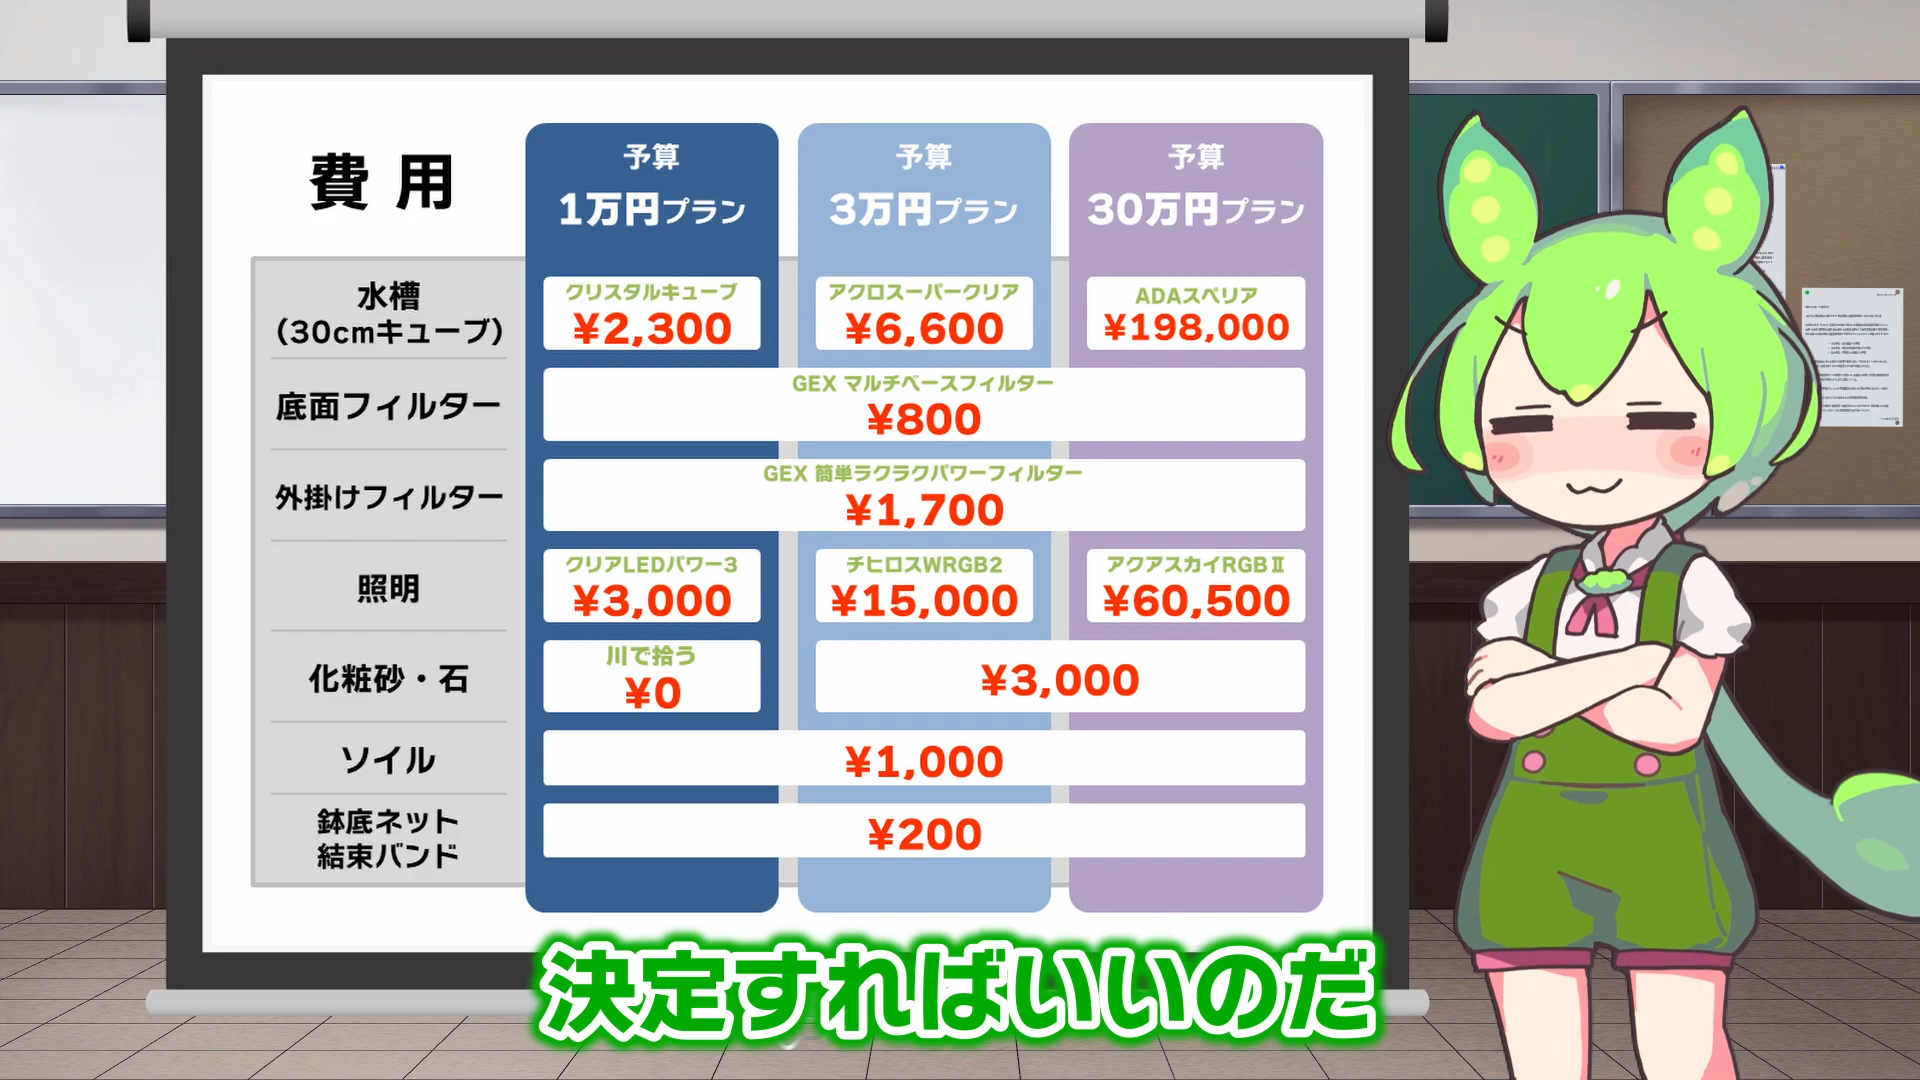 費用
予算
1万円プラン
予算
3万円プラン
予算
30万円プラン
水槽
(30cmキューブ)
クリスタルキューブ
¥2,300
アクロスーパークリア
¥6,600
ADAスペリア
¥198,000
底面フィルター
GEX マルチベースフィルター
¥800
外掛けフィルター
GEX 簡単ラクラクパワーフィルター
¥1,700
照明
クリアLEDパワー3
¥3,000
チヒロスWRGB2
¥15,000
アクアスカイRGBⅡ
¥60,500
化粧砂・石
川で拾う
¥0
¥3,000
ソイル
¥1,000
鉢底ネット
結束バンド
¥200
決定すればいいのだ